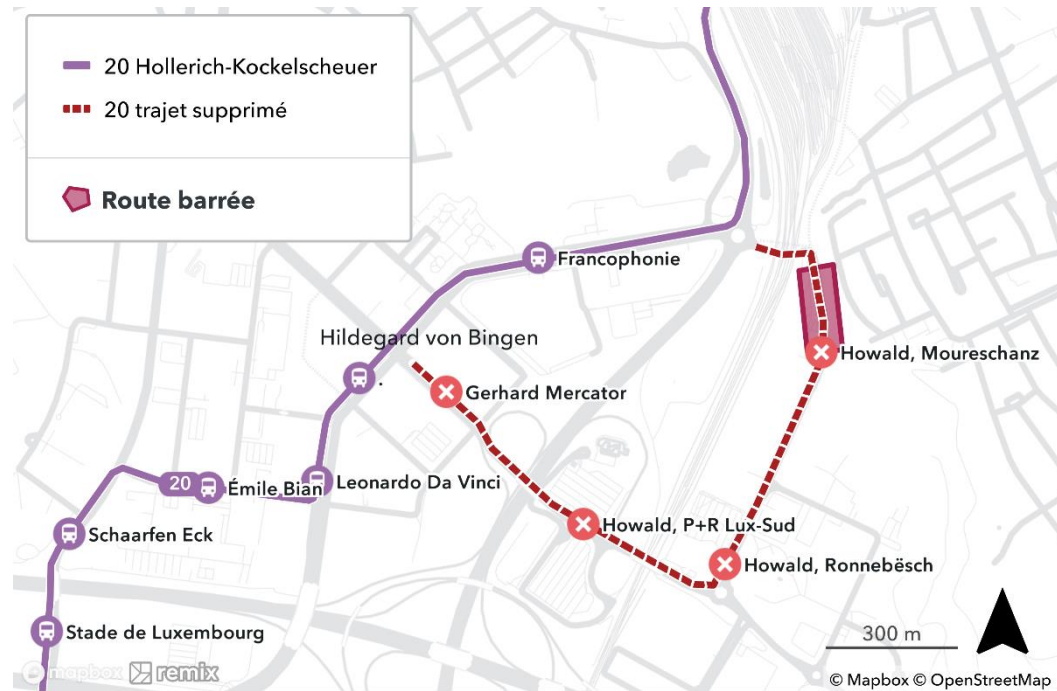 20 Hollerich-Kockelscheuer
20 trajet supprimé
Route barrée
Francophonie
Hildegard von Bingen
.
Howald, Moureschanz
Gerhard Mercator
Leonardo Da Vinci
20
Émile Bian
Howald, P+R Lux-Sud
Schaarfen Eck
Howald, Ronnebësch
Stade de Luxembourg
300 m
mapbox remix
© Mapbox © OpenStreetMap